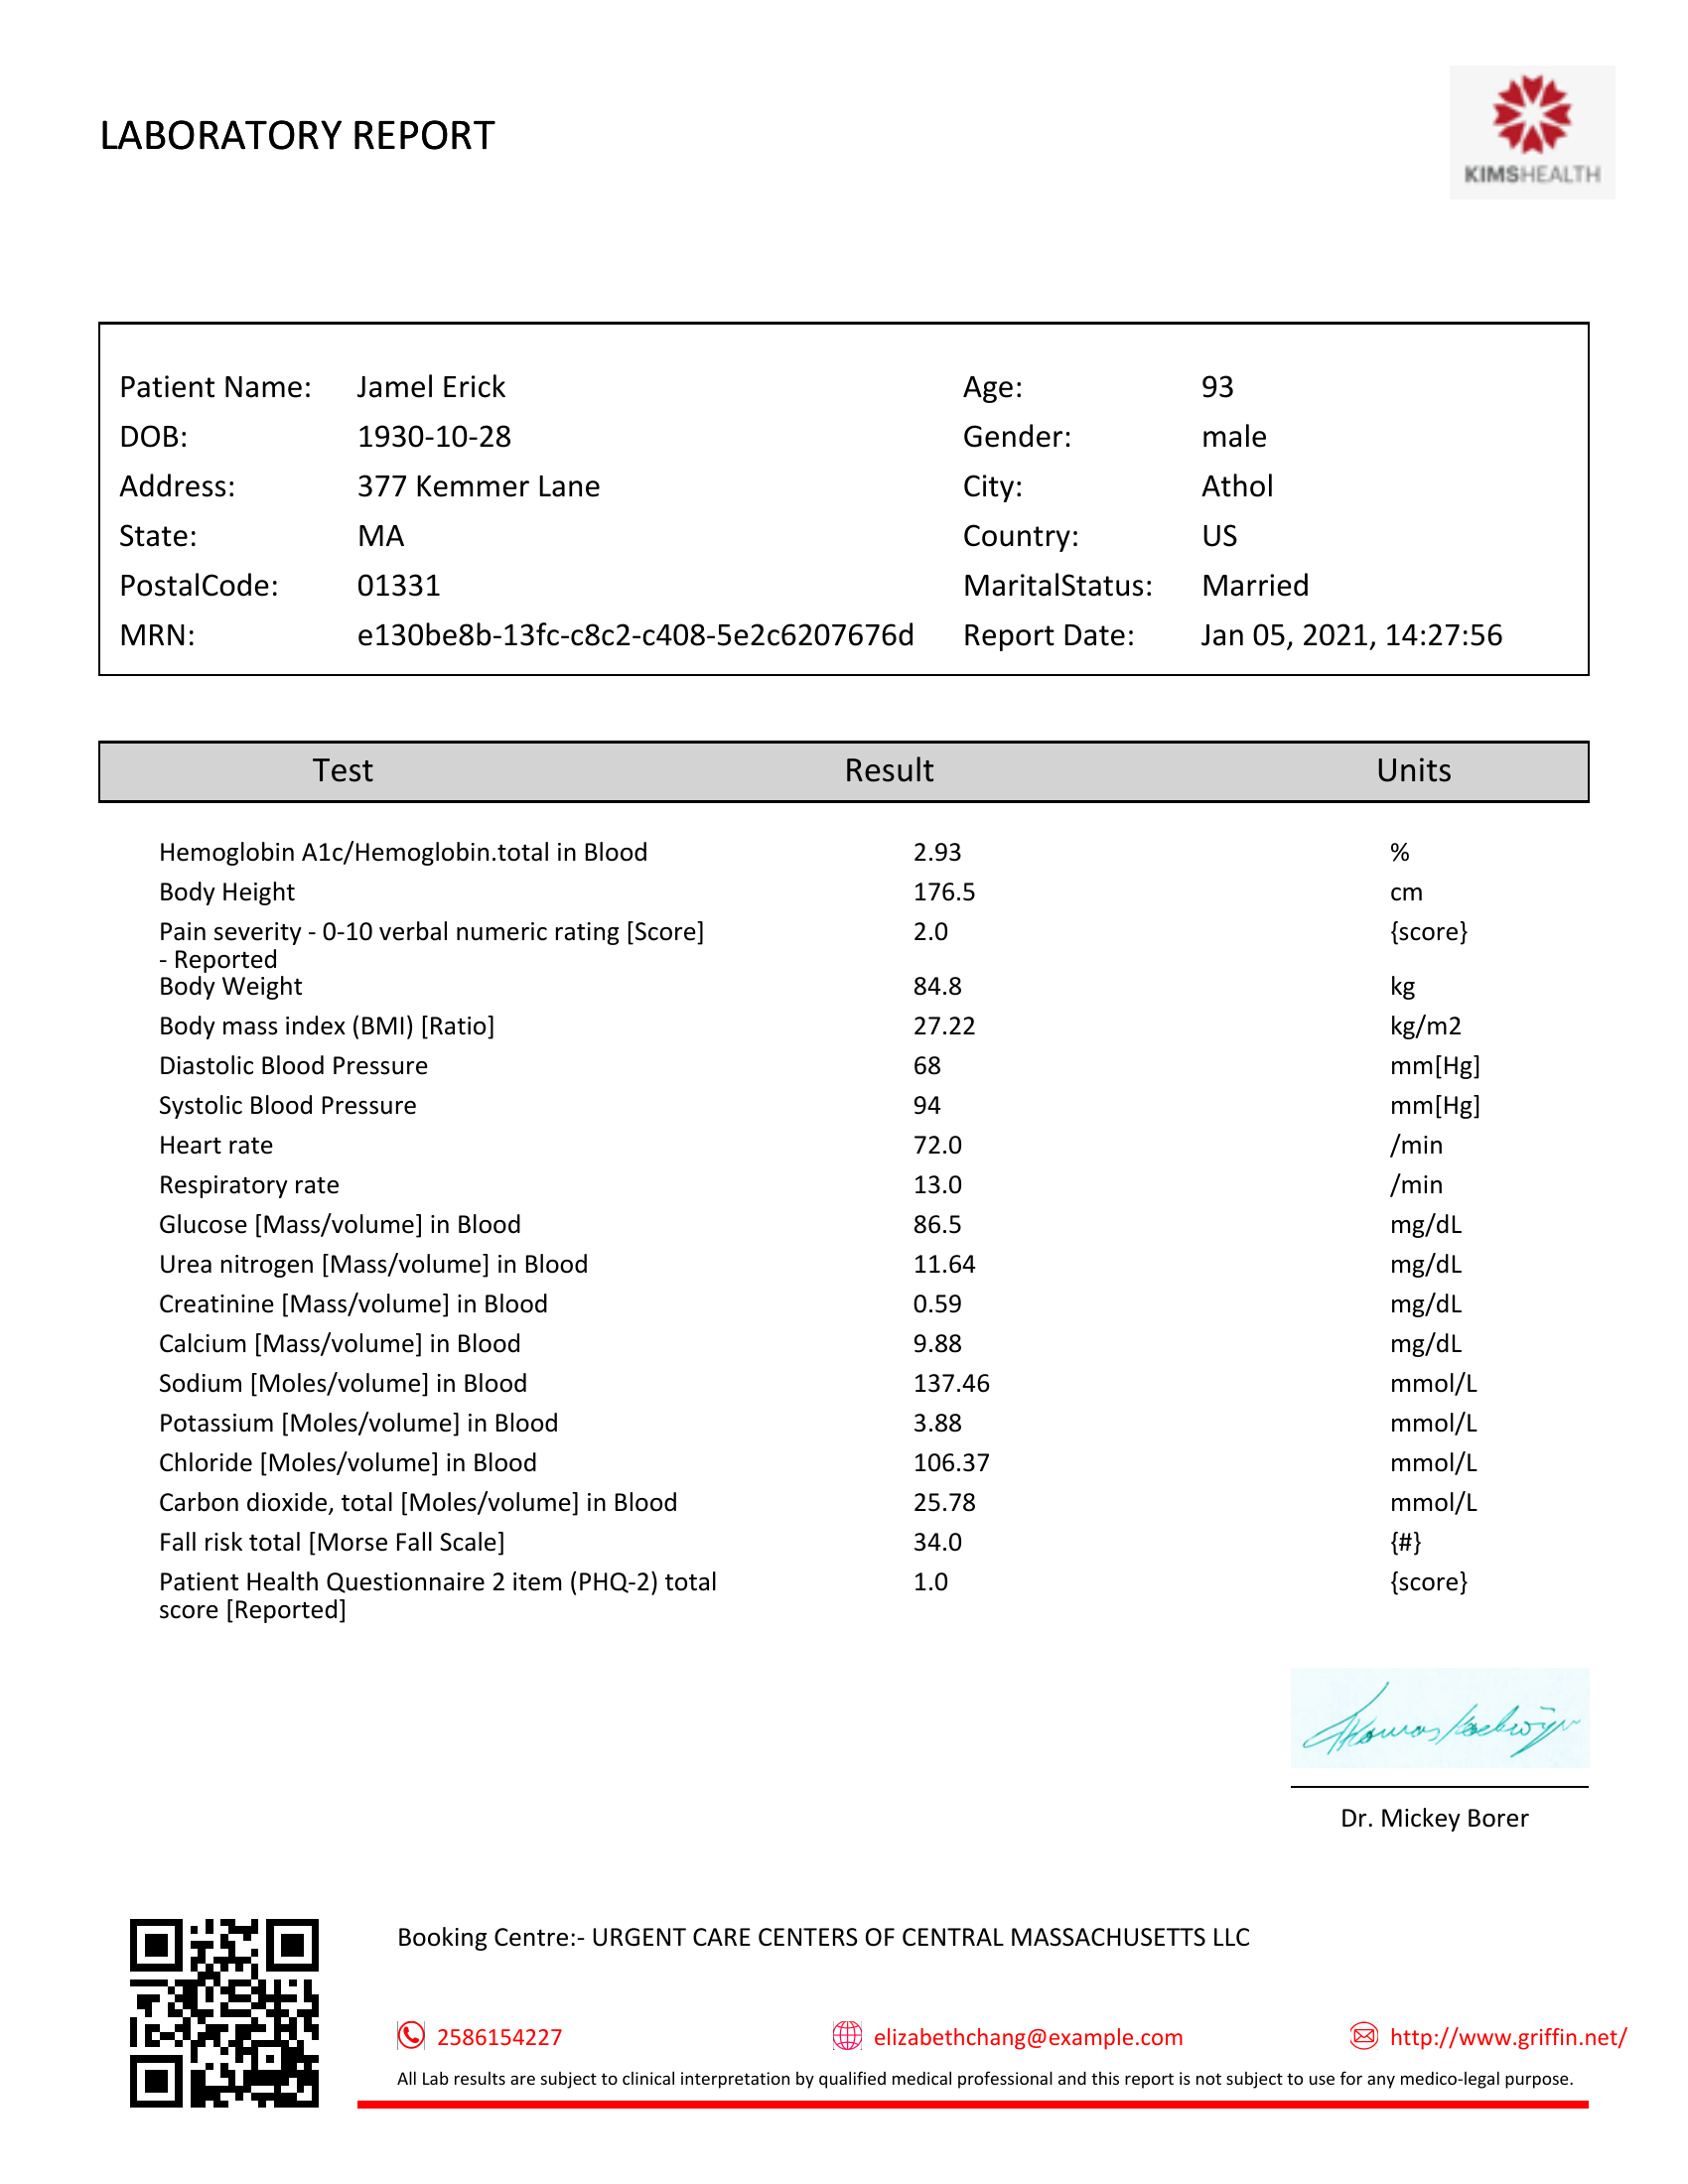 LABORATORY REPORT
KIMSHEALTH
Patient Name: Jamel Erick Age: 93
DOB: 1930-10-28 Gender: male
Address: 377 Kemmer Lane City: Athol
State: MA Country: US
PostalCode: 01331 MaritalStatus: Married
MRN: e130be8b-13fc-c8c2-c408-5e2c6207676d Report Date: Jan 05, 2021, 14:27:56
Test Result Units
Hemoglobin A1c/Hemoglobin.total in Blood 2.93 %
Body Height 176.5 cm
Pain severity - 0-10 verbal numeric rating [Score] 2.0 {score}
- Reported
Body Weight 84.8 kg
Body mass index (BMI) [Ratio] 27.22 kg/m2
Diastolic Blood Pressure 68 mm[Hg]
Systolic Blood Pressure 94 mm[Hg]
Heart rate 72.0 /min
Respiratory rate 13.0 /min
Glucose [Mass/volume] in Blood 86.5 mg/dL
Urea nitrogen [Mass/volume] in Blood 11.64 mg/dL
Creatinine [Mass/volume] in Blood 0.59 mg/dL
Calcium [Mass/volume] in Blood 9.88 mg/dL
Sodium [Moles/volume] in Blood 137.46 mmol/L
Potassium [Moles/volume] in Blood 3.88 mmol/L
Chloride [Moles/volume] in Blood 106.37 mmol/L
Carbon dioxide, total [Moles/volume] in Blood 25.78 mmol/L
Fall risk total [Morse Fall Scale] 34.0 {#}
Patient Health Questionnaire 2 item (PHQ-2) total 1.0 {score}
score [Reported]
Dr. Mickey Borer
Booking Centre:- URGENT CARE CENTERS OF CENTRAL MASSACHUSETTS LLC
2586154227 elizabethchang@example.com http://www.griffin.net/
All Lab results are subject to clinical interpretation by qualified medical professional and this report is not subject to use for any medico-legal purpose.